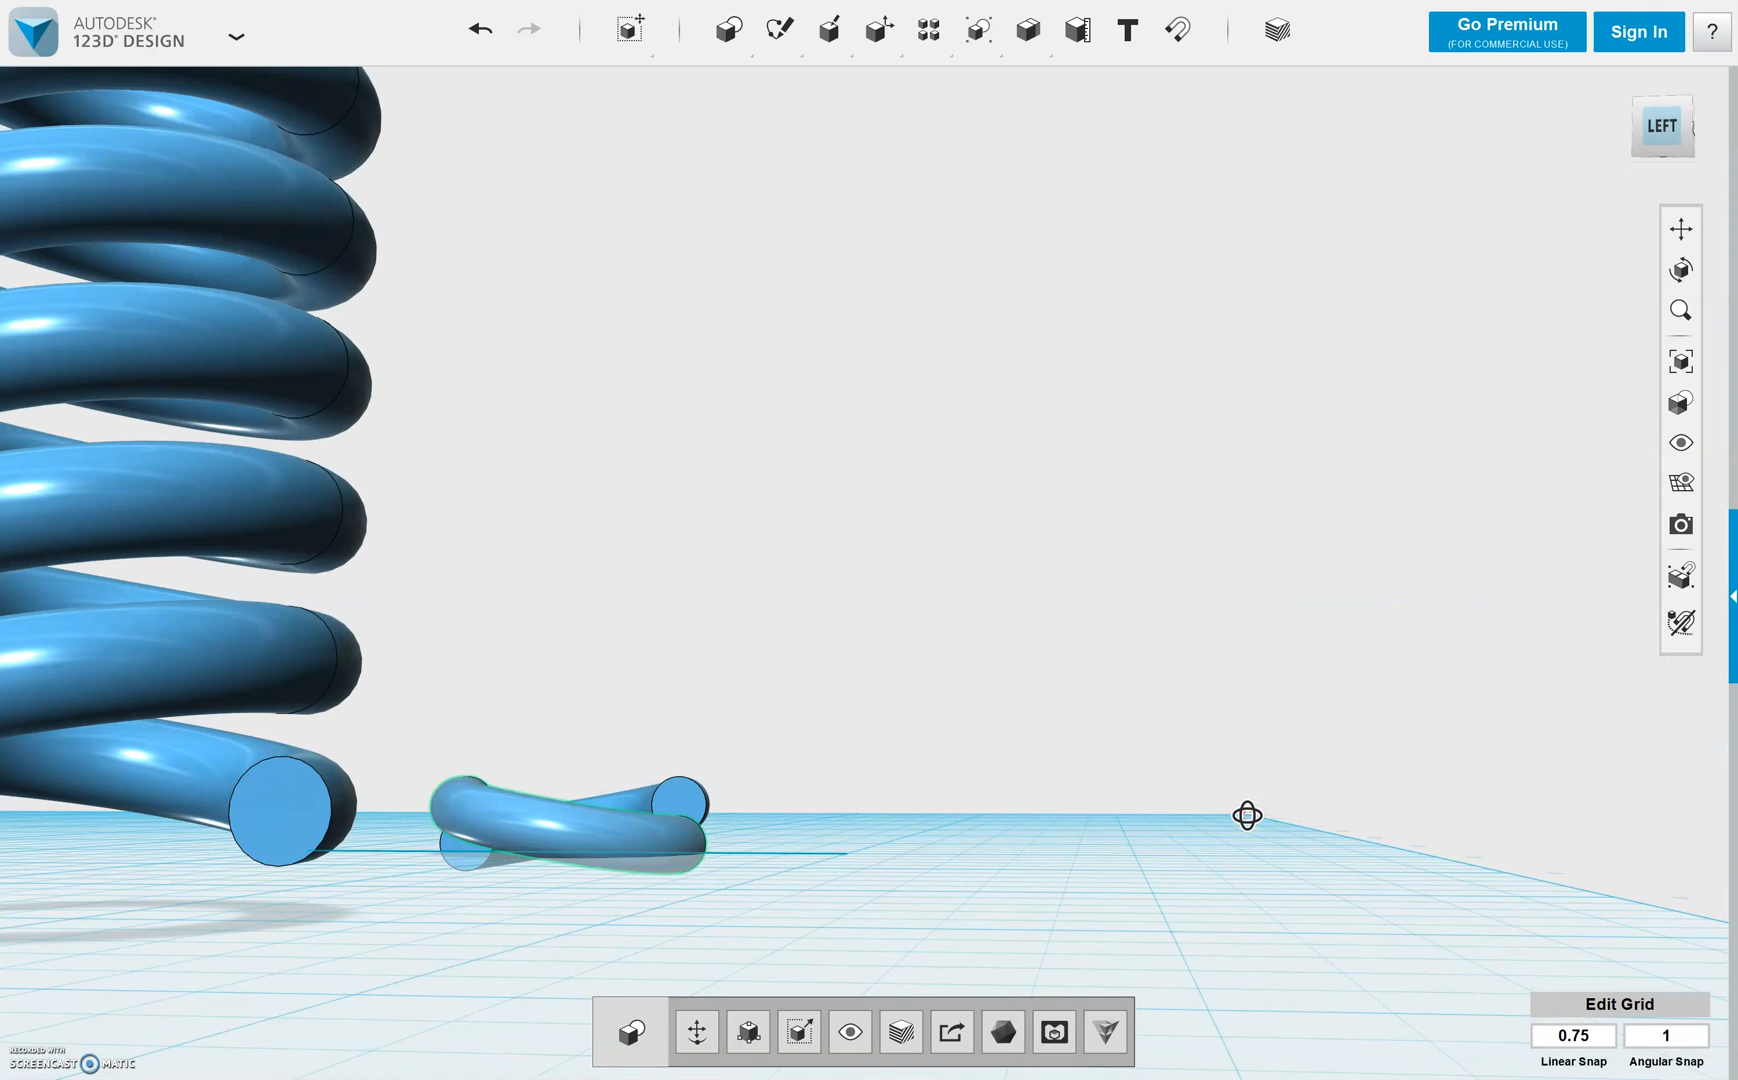 AUTODESK®
123D® DESIGN
T
Go Premium
(FOR COMMERCIAL USE)
Sign In
?
LEFT
Edit Grid
0.75
1
Linear Snap
Angular Snap
RECORDED WITH
SCREENCAST MATIC